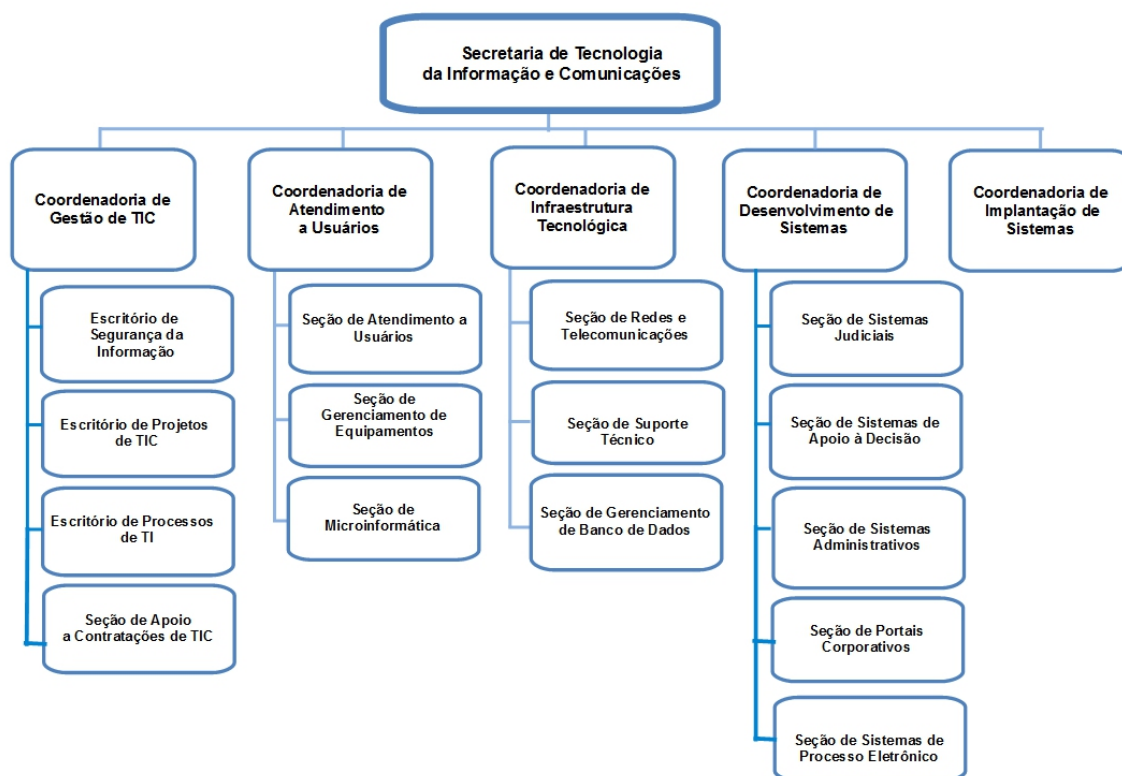 Secretaria de Tecnologia
da Informação e Comunicações
Coordenadoria de
Gestão de TIC
Coordenadoria de
Atendimento
a Usuários
Coordenadoria de
Infraestrutura
Tecnológica
Coordenadoria de
Desenvolvimento de
Sistemas
Coordenadoria de
Implantação de
Sistemas
Escritório de
Segurança da
Informação
Escritório de Projetos
de TIC
Escritório de Processos
de TI
Seção de Apoio
a Contratações de TIC
Seção de Atendimento a
Usuários
Seção de
Gerenciamento de
Equipamentos
Seção de
Microinformática
Seção de Redes e
Telecomunicações
Seção de Suporte
Técnico
Seção de Gerenciamento
de Banco de Dados
Seção de Sistemas
Judiciais
Seção de Sistemas de
Apoio à Decisão
Seção de Sistemas
Administrativos
Seção de Portais
Corporativos
Seção de Sistemas de
Processo Eletrônico